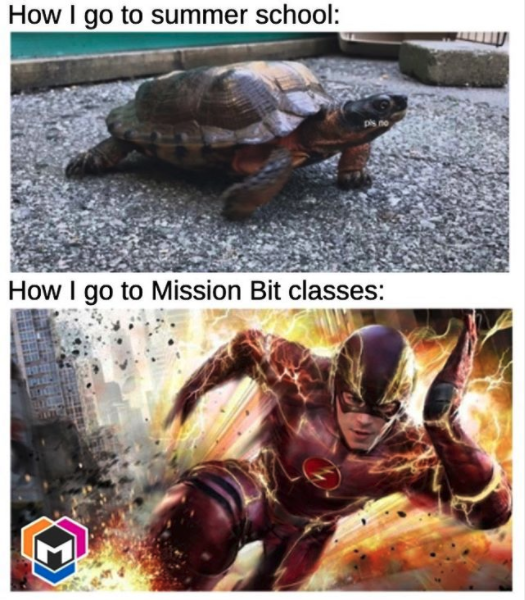 How I go to summer school:
pls no
How I go to Mission Bit classes:
M